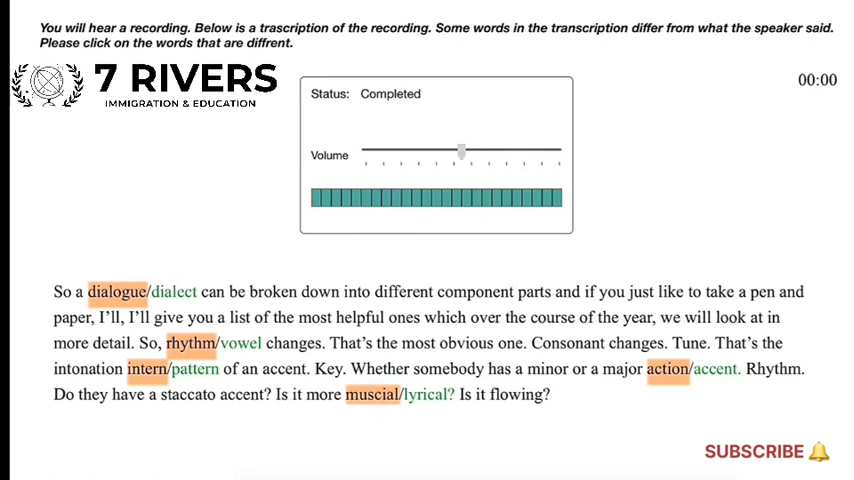 You will hear a recording. Below is a trascription of the recording. Some words in the transcription differ from what the speaker said.
Please click on the words that are diffrent.
7 RIVERS
IMMIGRATION & EDUCATION
00:00
Status: Completed
Volume
So a dialogue/dialect can be broken down into different component parts and if you just like to take a pen and
paper, I'll, I'll give you a list of the most helpful ones which over the course of the year, we will look at in
more detail. So, rhythm/vowel changes. That's the most obvious one. Consonant changes. Tune. That's the
intonation intern/pattern of an accent. Key. Whether somebody has a minor or a major action/accent. Rhythm.
Do they have a staccato accent? Is it more muscial/lyrical? Is it flowing?
SUBSCRIBE